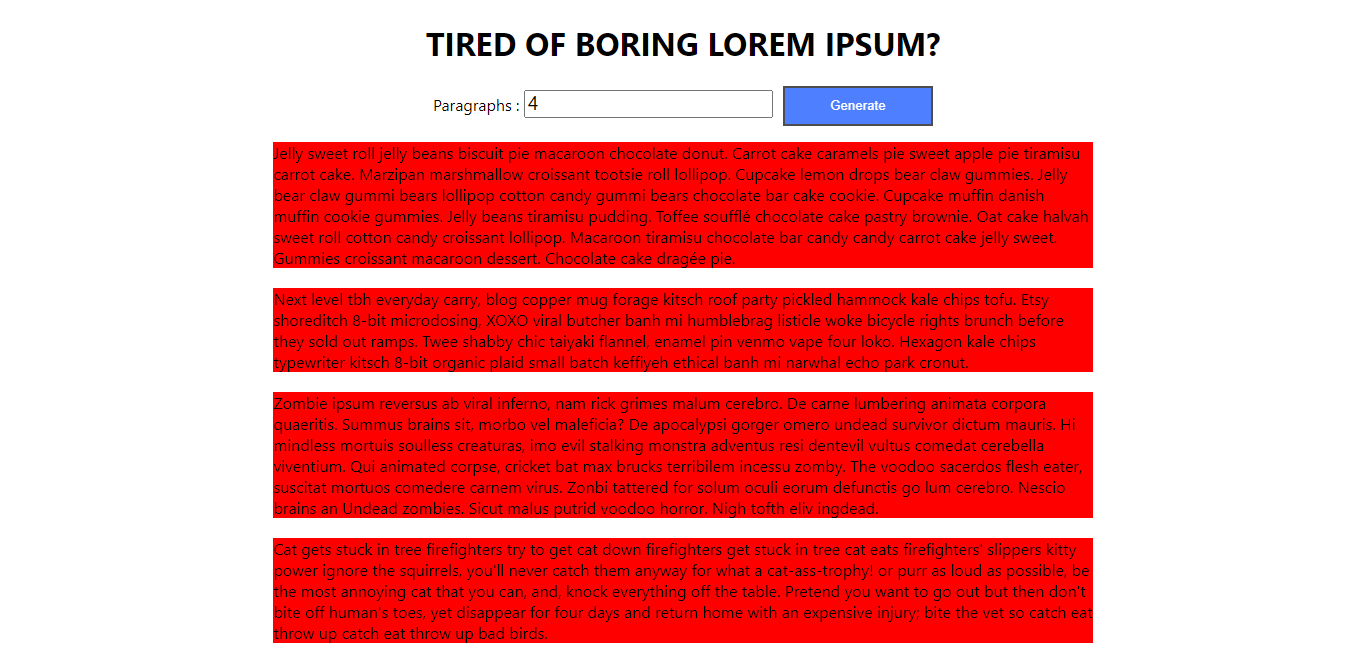 TIRED OF BORING LOREM IPSUM?
Paragraphs : 4 Generate
Jelly sweet roll jelly beans biscuit pie macaroon chocolate donut. Carrot cake caramels pie sweet apple pie tiramisu
carrot cake. Marzipan marshmallow croissant tootsie roll lollipop. Cupcake lemon drops bear claw gummies. Jelly
bear claw gummi bears lollipop cotton candy gummi bears chocolate bar cake cookie. Cupcake muffin danish
muffin cookie gummies. Jelly beans tiramisu pudding. Toffee soufflé chocolate cake pastry brownie. Oat cake halvah
sweet roll cotton candy croissant lollipop. Macaroon tiramisu chocolate bar candy candy carrot cake jelly sweet.
Gummies croissant macaroon dessert. Chocolate cake dragée pie.
Next level tbh everyday carry, blog copper mug forage kitsch roof party pickled hammock kale chips tofu. Etsy
shoreditch 8-bit microdosing, XOXO viral butcher banh mi humblebrag listicle woke bicycle rights brunch before
they sold out ramps. Twee shabby chic taiyaki flannel, enamel pin venmo vape four loko. Hexagon kale chips
typewriter kitsch 8-bit organic plaid small batch keffiyeh ethical banh mi narwhal echo park cronut.
Zombie ipsum reversus ab viral inferno, nam rick grimes malum cerebro. De carne lumbering animata corpora
quaeritis. Summus brains sit, morbo vel maleficia? De apocalypsi gorger omero undead survivor dictum mauris. Hi
mindless mortuis soulless creaturas, imo evil stalking monstra adventus resi dentevil vultus comedat cerebella
viventium. Qui animated corpse, cricket bat max brucks terribilem incessu zomby. The voodoo sacerdos flesh eater,
suscitat mortuos comedere carnem virus. Zonbi tattered for solum oculi eorum defunctis go lum cerebro. Nescio
brains an Undead zombies. Sicut malus putrid voodoo horror. Nigh tofth eliv ingdead.
Cat gets stuck in tree firefighters try to get cat down firefighters get stuck in tree cat eats firefighters' slippers kitty
power ignore the squirrels, you'll never catch them anyway for what a cat-ass-trophy! or purr as loud as possible, be
the most annoying cat that you can, and, knock everything off the table. Pretend you want to go out but then don't
bite off human's toes, yet disappear for four days and return home with an expensive injury; bite the vet so catch eat
throw up catch eat throw up bad birds.